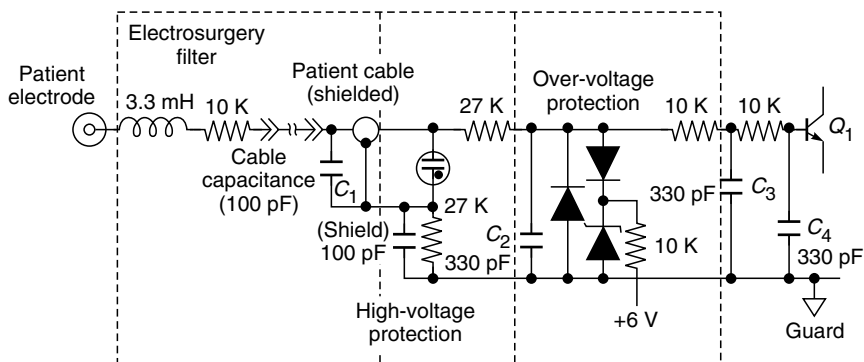 Electrosurgery
filter
Patient
electrode
3.3 mH
10 K
Patient cable
(shielded)
Cable
capacitance
(100 pF)
C1
(Shield)
100 pF
27 K
330 pF
High-voltage
protection
27 K
C2
Over-voltage
protection
10 K
+6 V
10 K
10 K
Q1
330 pF
C3
C4
330 pF
Guard